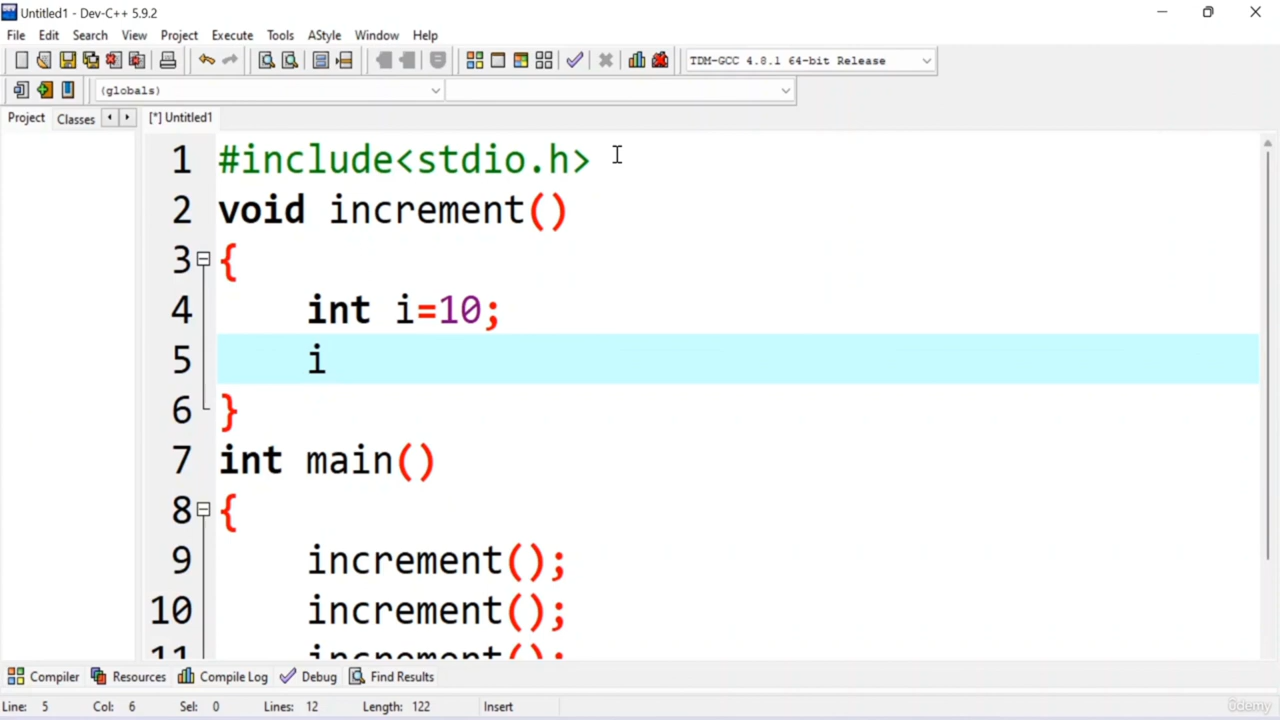 Untitled1 - Dev-C++ 5.9.2
File Edit Search View Project Execute Tools AStyle Window Help
TDM-GCC 4.8.1 64-bit Release
(globals)
Project Classes [*] Untitled1
1 #include<stdio.h>
2 void increment()
3 {
4 int i=10;
5 i
6 }
7 int main()
8 {
9 increment();
10 increment();
11 increment();
Compiler Resources Compile Log Debug Find Results
Line: 5 Col: 6 Sel: 0 Lines: 12 Length: 122 Insert
ûdemy